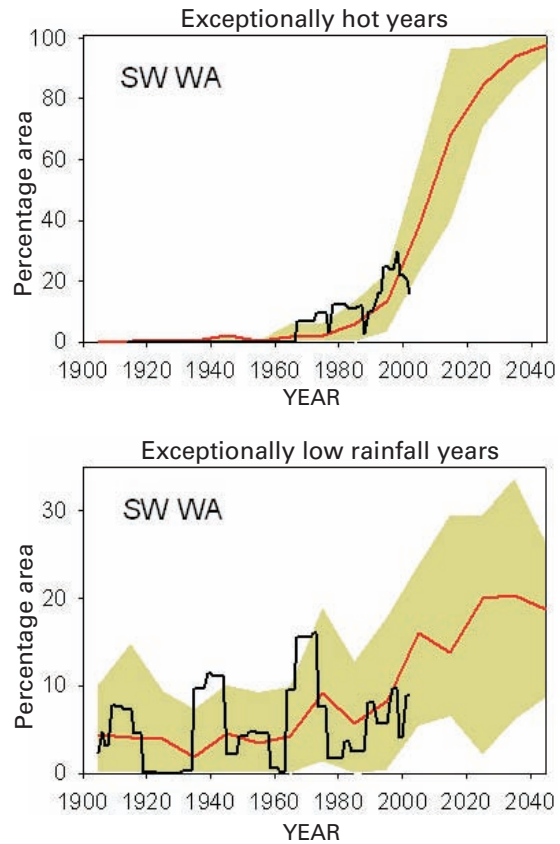 Exceptionally hot years
SW WA
Percentage area
100
80
60
40
20
0
1900 1920 1940 1960 1980 2000 2020 2040
YEAR
Exceptionally low rainfall years
SW WA
Percentage area
30
20
10
0
1900 1920 1940 1960 1980 2000 2020 2040
YEAR